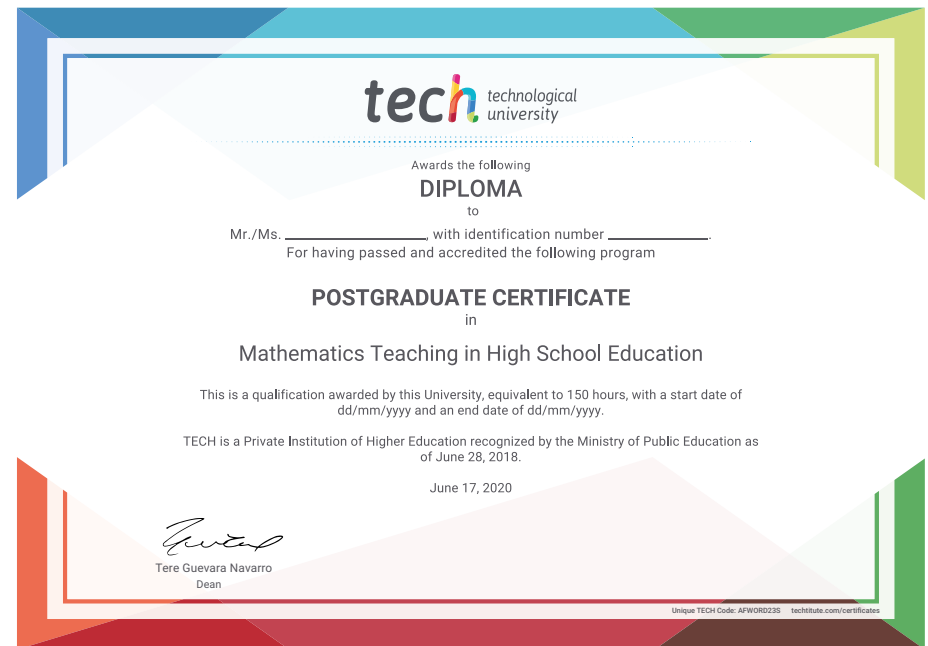 tech technological
university
Awards the following
DIPLOMA
to
Mr./Ms. ____________________, with identification number ______________.
For having passed and accredited the following program
POSTGRADUATE CERTIFICATE
in
Mathematics Teaching in High School Education
This is a qualification awarded by this University, equivalent to 150 hours, with a start date of
dd/mm/yyyy and an end date of dd/mm/yyyy.
TECH is a Private Institution of Higher Education recognized by the Ministry of Public Education as
of June 28, 2018.
June 17, 2020
Tere Guevara Navarro
Dean
Unique TECH Code: AFWORD23S techtitute.com/certificates